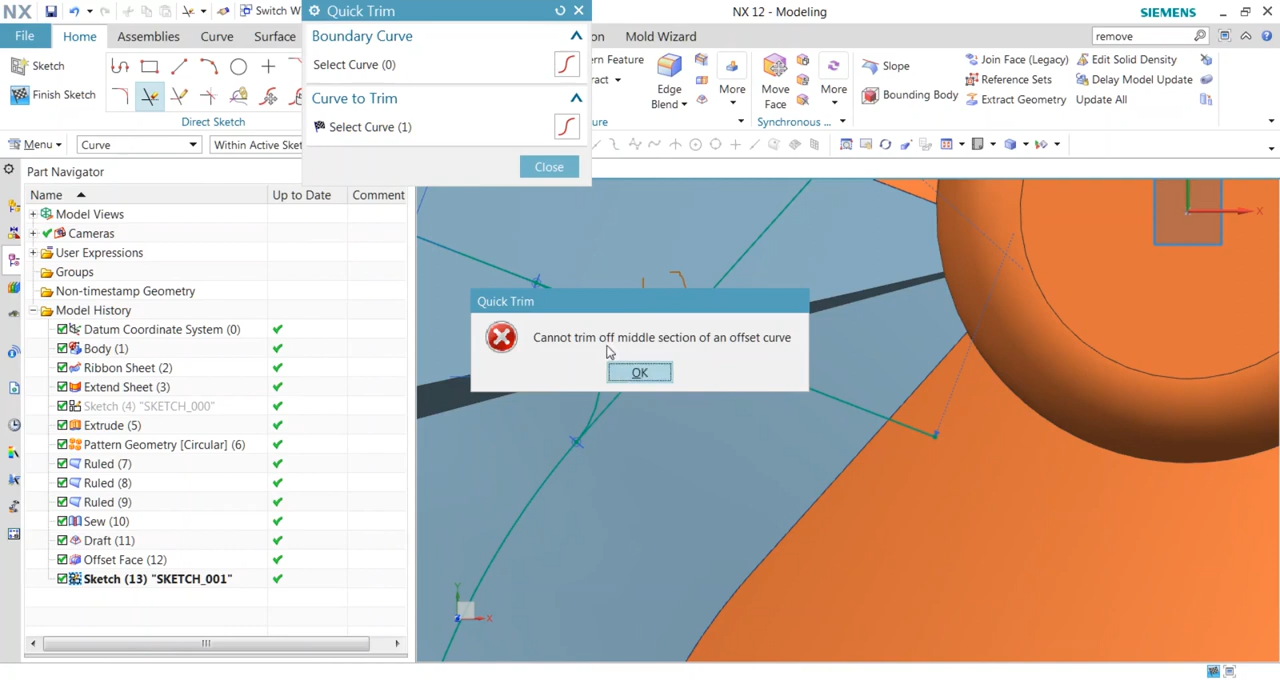 NX
Switch W
Quick Trim
NX 12 - Modeling
SIEMENS
File
Home
Assemblies
Curve
Surface
on
Mold Wizard
remove
Boundary Curve
Select Curve (0)
Curve to Trim
Select Curve (1)
Close
Sketch
Finish Sketch
Direct Sketch
rn Feature
ract
Edge
Blend
More
ure
Move
Face
More
Synchronous ...
Slope
Bounding Body
Join Face (Legacy)
Reference Sets
Extract Geometry
Edit Solid Density
Delay Model Update
Update All
Menu
Curve
Within Active Sket
Part Navigator
Name
Up to Date
Comment
Model Views
Cameras
User Expressions
Groups
Non-timestamp Geometry
Model History
Datum Coordinate System (0)
Body (1)
Ribbon Sheet (2)
Extend Sheet (3)
Sketch (4) "SKETCH_000"
Extrude (5)
Pattern Geometry [Circular] (6)
Ruled (7)
Ruled (8)
Ruled (9)
Sew (10)
Draft (11)
Offset Face (12)
Sketch (13) "SKETCH_001"
Quick Trim
Cannot trim off middle section of an offset curve
OK
X
Y
X